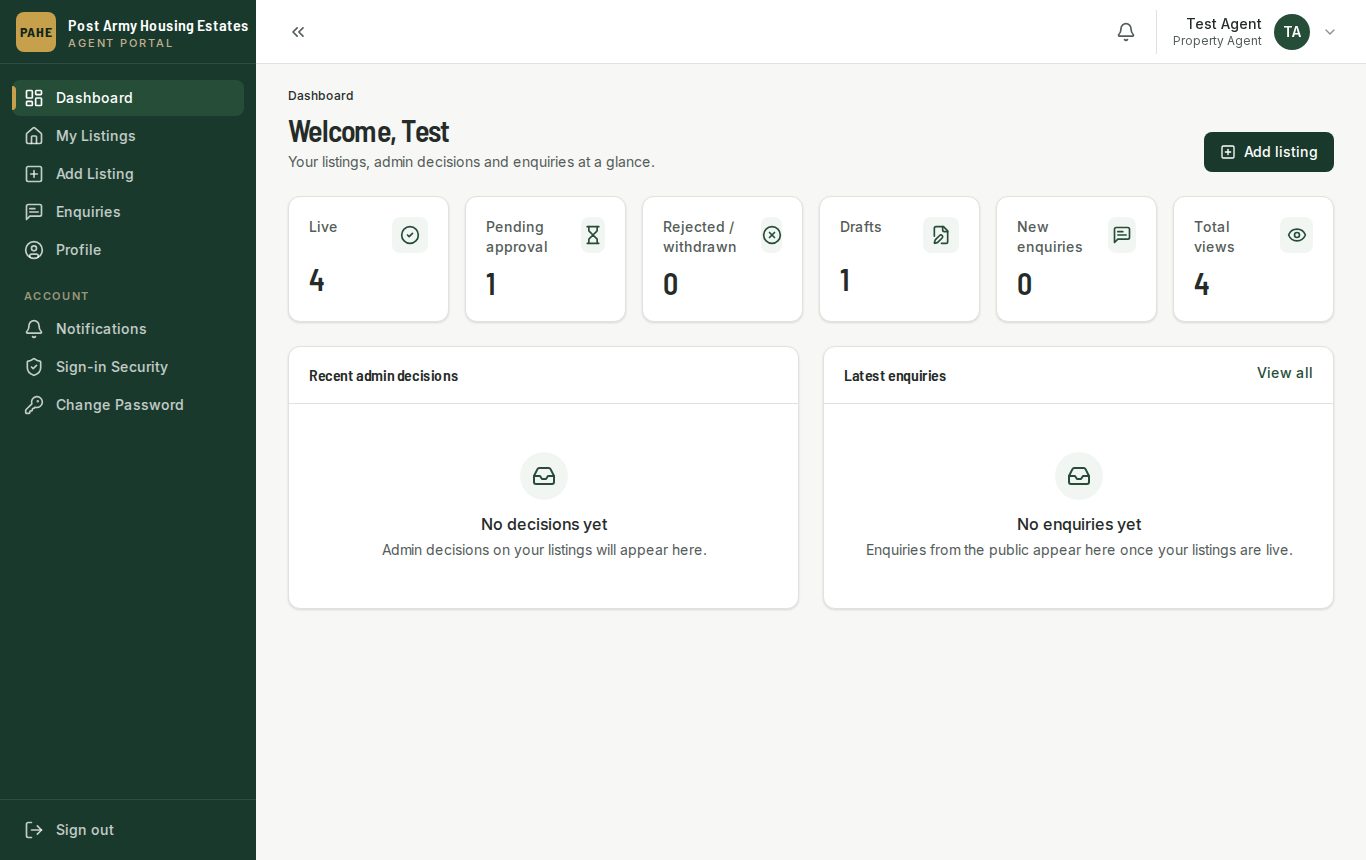 PAHE
Post Army Housing Estates
AGENT PORTAL
Dashboard
My Listings
Add Listing
Enquiries
Profile
ACCOUNT
Notifications
Sign-in Security
Change Password
Sign out
Test Agent
Property Agent
TA
Dashboard
Welcome, Test
Your listings, admin decisions and enquiries at a glance.
Add listing
Live
4
Pending
approval
1
Rejected /
withdrawn
0
Drafts
1
New
enquiries
0
Total
views
4
Recent admin decisions
No decisions yet
Admin decisions on your listings will appear here.
Latest enquiries
View all
No enquiries yet
Enquiries from the public appear here once your listings are live.